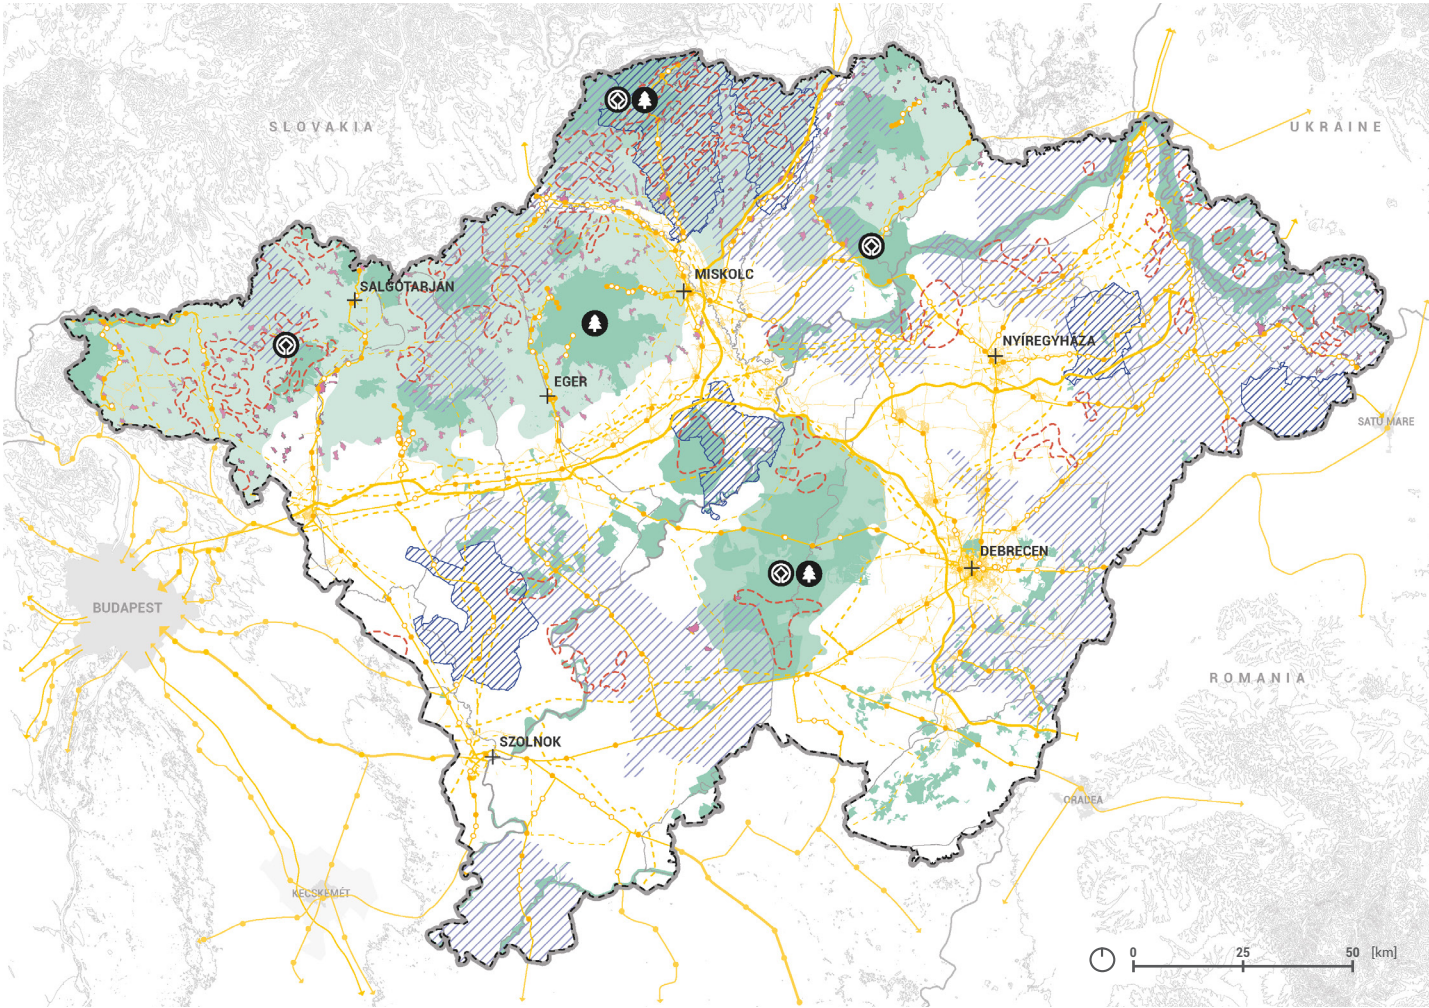 SLOVAKIA
UKRAINE
MISKOLC
SALGÓTARJÁN
NYÍREGYHÁZA
EGER
SATU MARE
DEBRECEN
BUDAPEST
ROMANIA
SZOLNOK
ORADEA
KECSKEMÉT
0 25 50 [km]